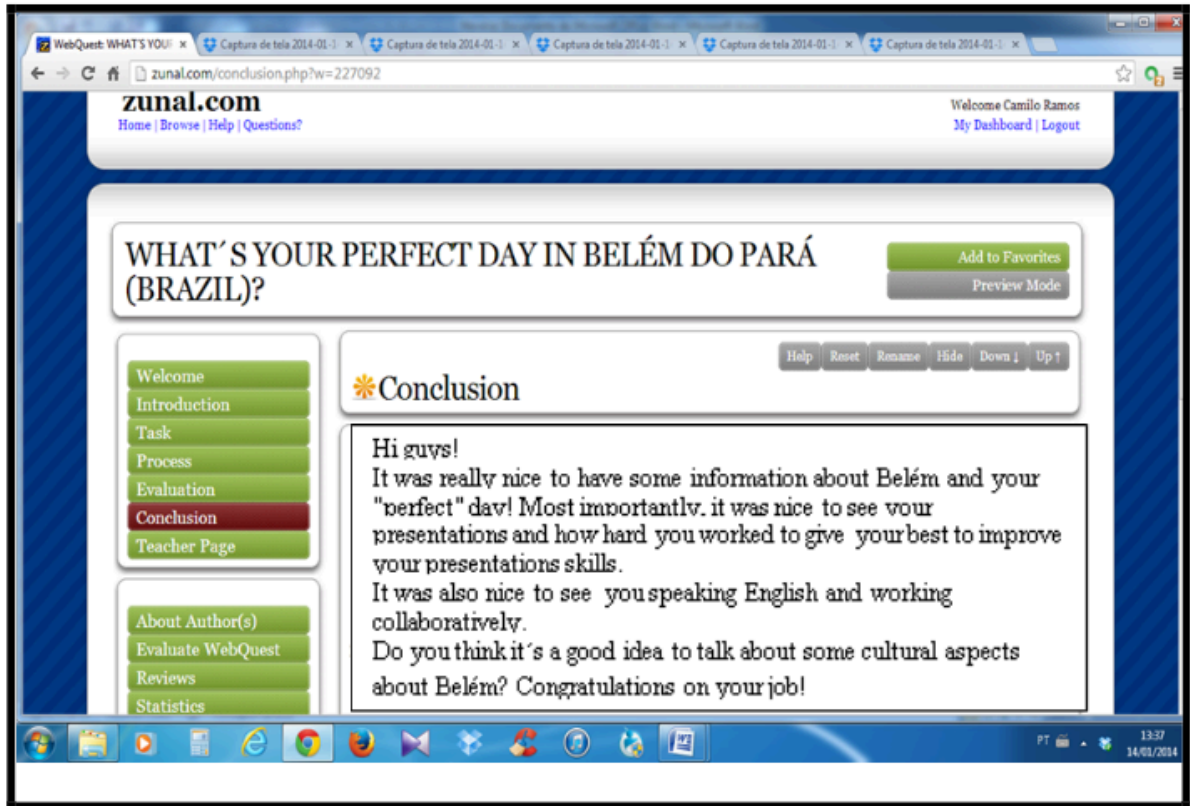 WebQuest: WHAT'S YOUR
Captura de tela 2014-01-1
Captura de tela 2014-01-1
Captura de tela 2014-01-1
Captura de tela 2014-01-1
Captura de tela 2014-01-1
zunal.com/conclusion.php?w=227092
zunal.com
Welcome Camilo Ramos
Home | Browse | Help | Questions?
My Dashboard | Logout
WHAT´S YOUR PERFECT DAY IN BELÉM DO PARÁ
(BRAZIL)?
Add to Favorites
Preview Mode
Welcome
Introduction
Task
Process
Evaluation
Conclusion
Teacher Page
About Author(s)
Evaluate WebQuest
Reviews
Statistics
Help Reset Rename Hide Down ↓ Up ↑
Conclusion
Hi guys!
It was really nice to have some information about Belém and your
"perfect" day! Most importantly, it was nice to see your
presentations and how hard you worked to give your best to improve
your presentations skills.
It was also nice to see you speaking English and working
collaboratively.
Do you think it´s a good idea to talk about some cultural aspects
about Belém? Congratulations on your job!
PT
13:37
14/01/2014